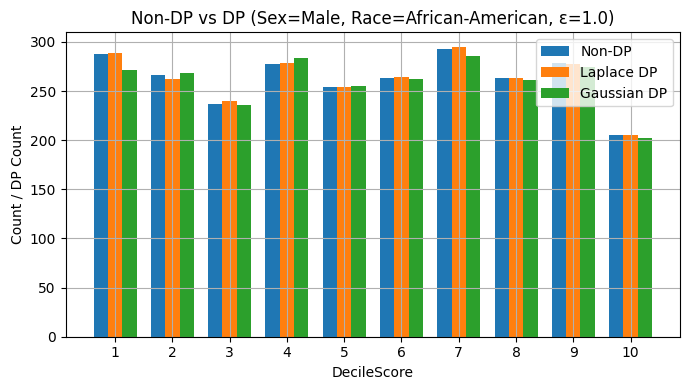 Non-DP vs DP (Sex=Male, Race=African-American, ε=1.0)
Count / DP Count
300
250
200
150
100
50
0
Non-DP
Laplace DP
Gaussian DP
1 2 3 4 5 6 7 8 9 10
DecileScore